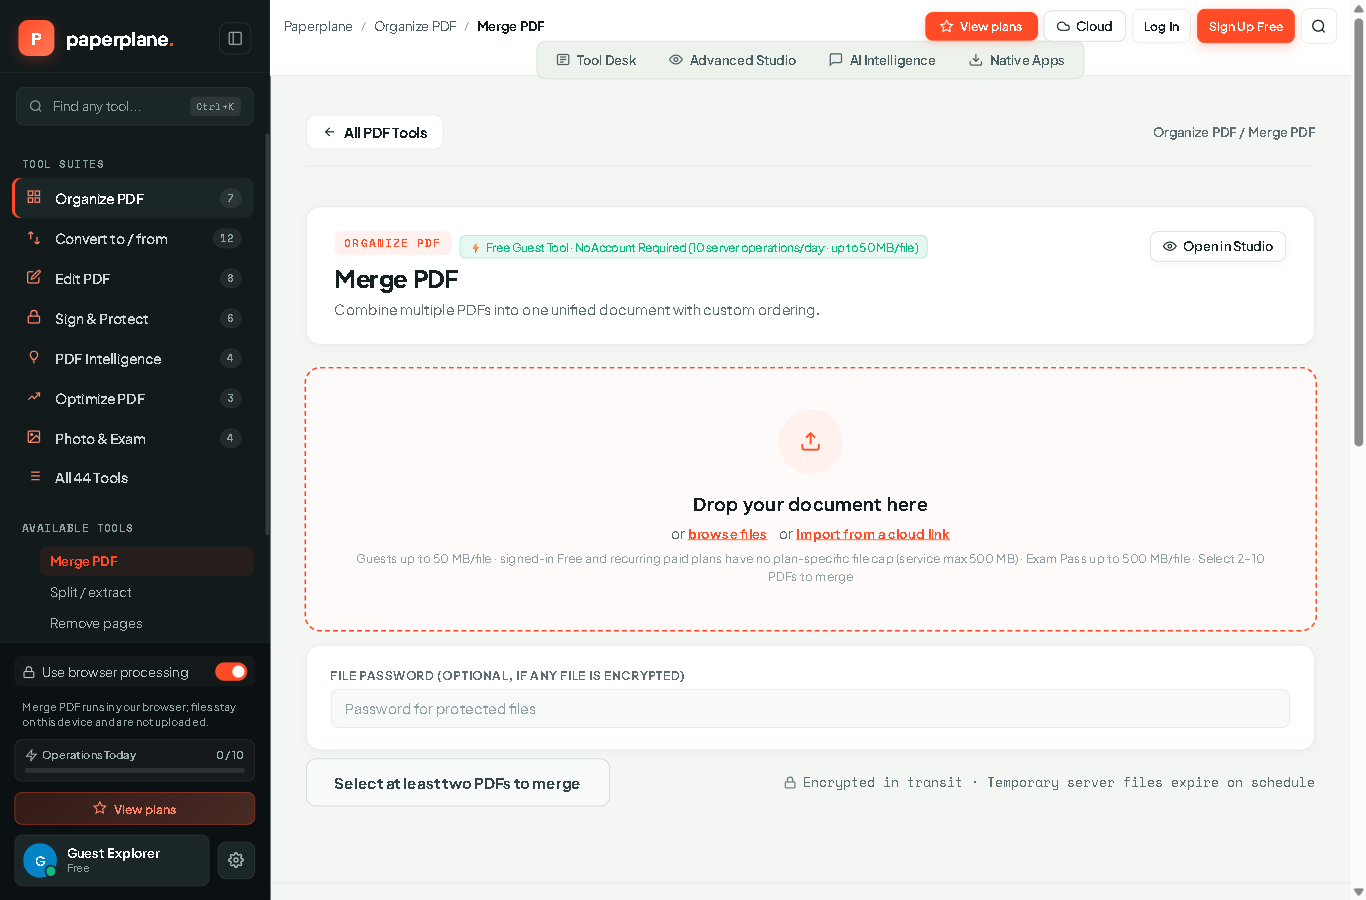 P paperplane.
Find any tool... Ctrl+K
TOOL SUITES
Organize PDF 7
Convert to / from 12
Edit PDF 8
Sign & Protect 6
PDF Intelligence 4
Optimize PDF 3
Photo & Exam 4
All 44 Tools
AVAILABLE TOOLS
Merge PDF
Split / extract
Remove pages
Use browser processing
Merge PDF runs in your browser; files stay
on this device and are not uploaded.
Operations Today 0/10
View plans
G
Guest Explorer
Free
Paperplane / Organize PDF / Merge PDF
View plans
Cloud
Log In
Sign Up Free
Tool Desk
Advanced Studio
AI Intelligence
Native Apps
All PDF Tools
Organize PDF / Merge PDF
ORGANIZE PDF
Free Guest Tool · No Account Required (10 server operations/day · up to 50MB/file)
Open in Studio
Merge PDF
Combine multiple PDFs into one unified document with custom ordering.
Drop your document here
or browse files or Import from a cloud link
Guests up to 50 MB/file · signed-in Free and recurring paid plans have no plan-specific file cap (service max 500 MB) · Exam Pass up to 500 MB/file · Select 2–10
PDFs to merge
FILE PASSWORD (OPTIONAL, IF ANY FILE IS ENCRYPTED)
Password for protected files
Select at least two PDFs to merge
Encrypted in transit · Temporary server files expire on schedule